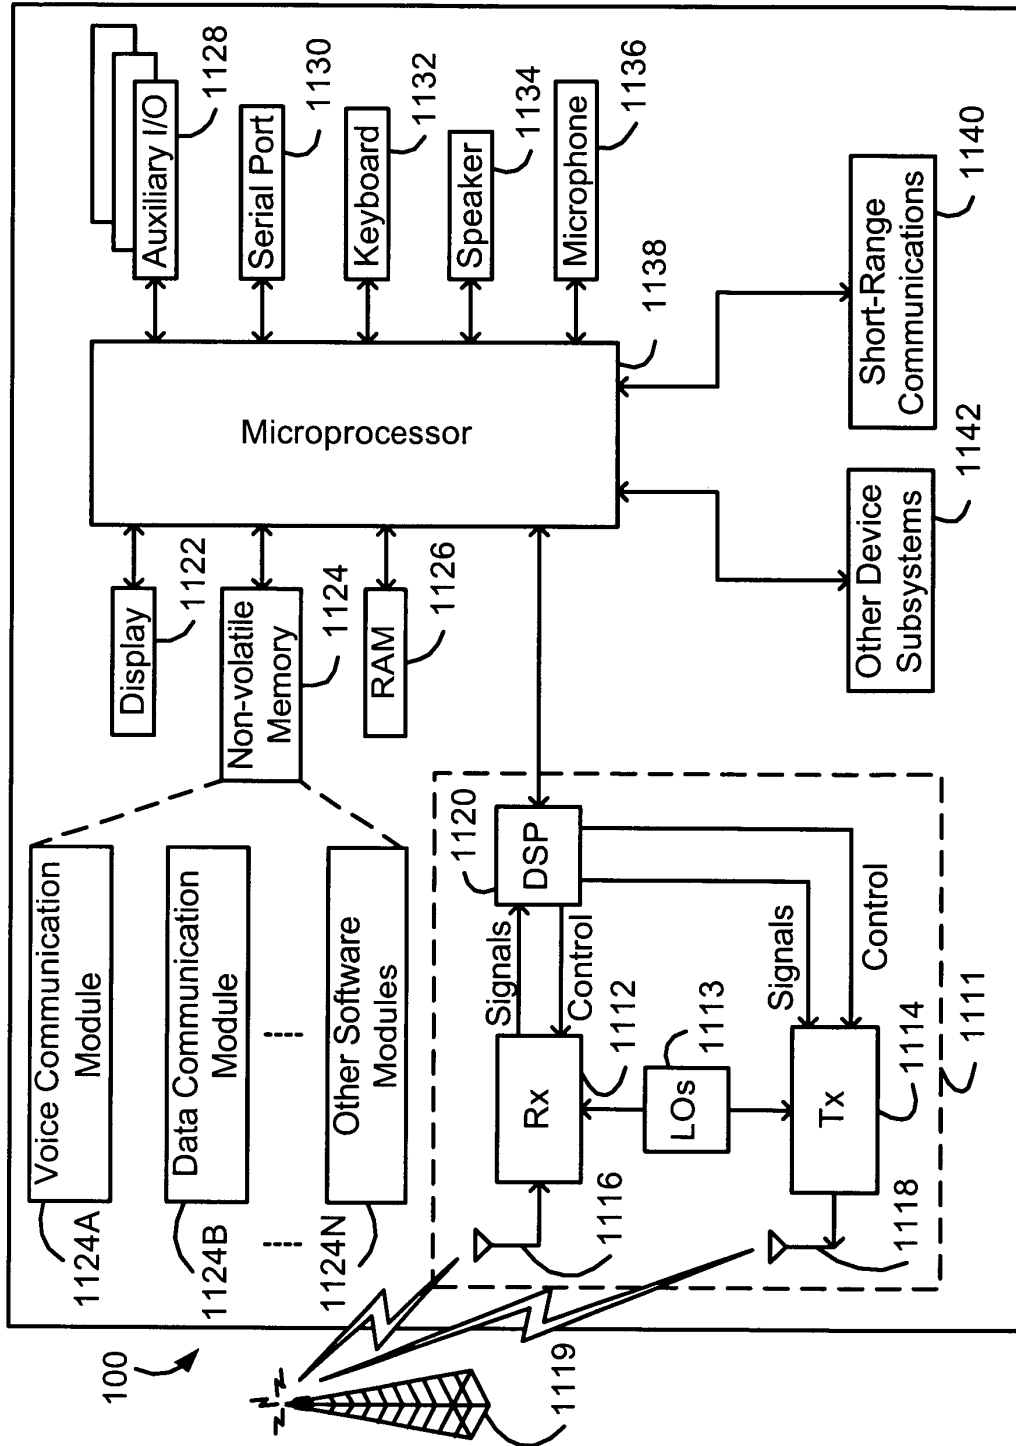 100
1119
Voice Communication
Module
1124A
Data Communication
Module
1124B
Other Software
Modules
1124N
Display
1122
Non-volatile
Memory
1124
RAM
1126
Microprocessor
1138
Auxiliary I/O
1128
Serial Port
1130
Keyboard
1132
Speaker
1134
Microphone
1136
Short-Range
Communications
1140
Other Device
Subsystems
1142
DSP
1120
Signals
Control
Rx
1112
LOs
1113
Tx
1114
Signals
Control
1116
1118
1111